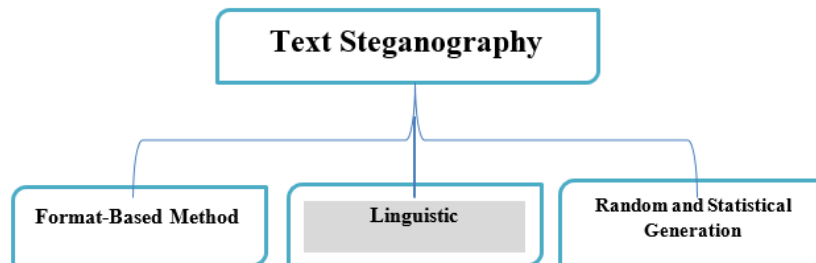 Text Steganography
Format-Based Method
Linguistic
Random and Statistical
Generation